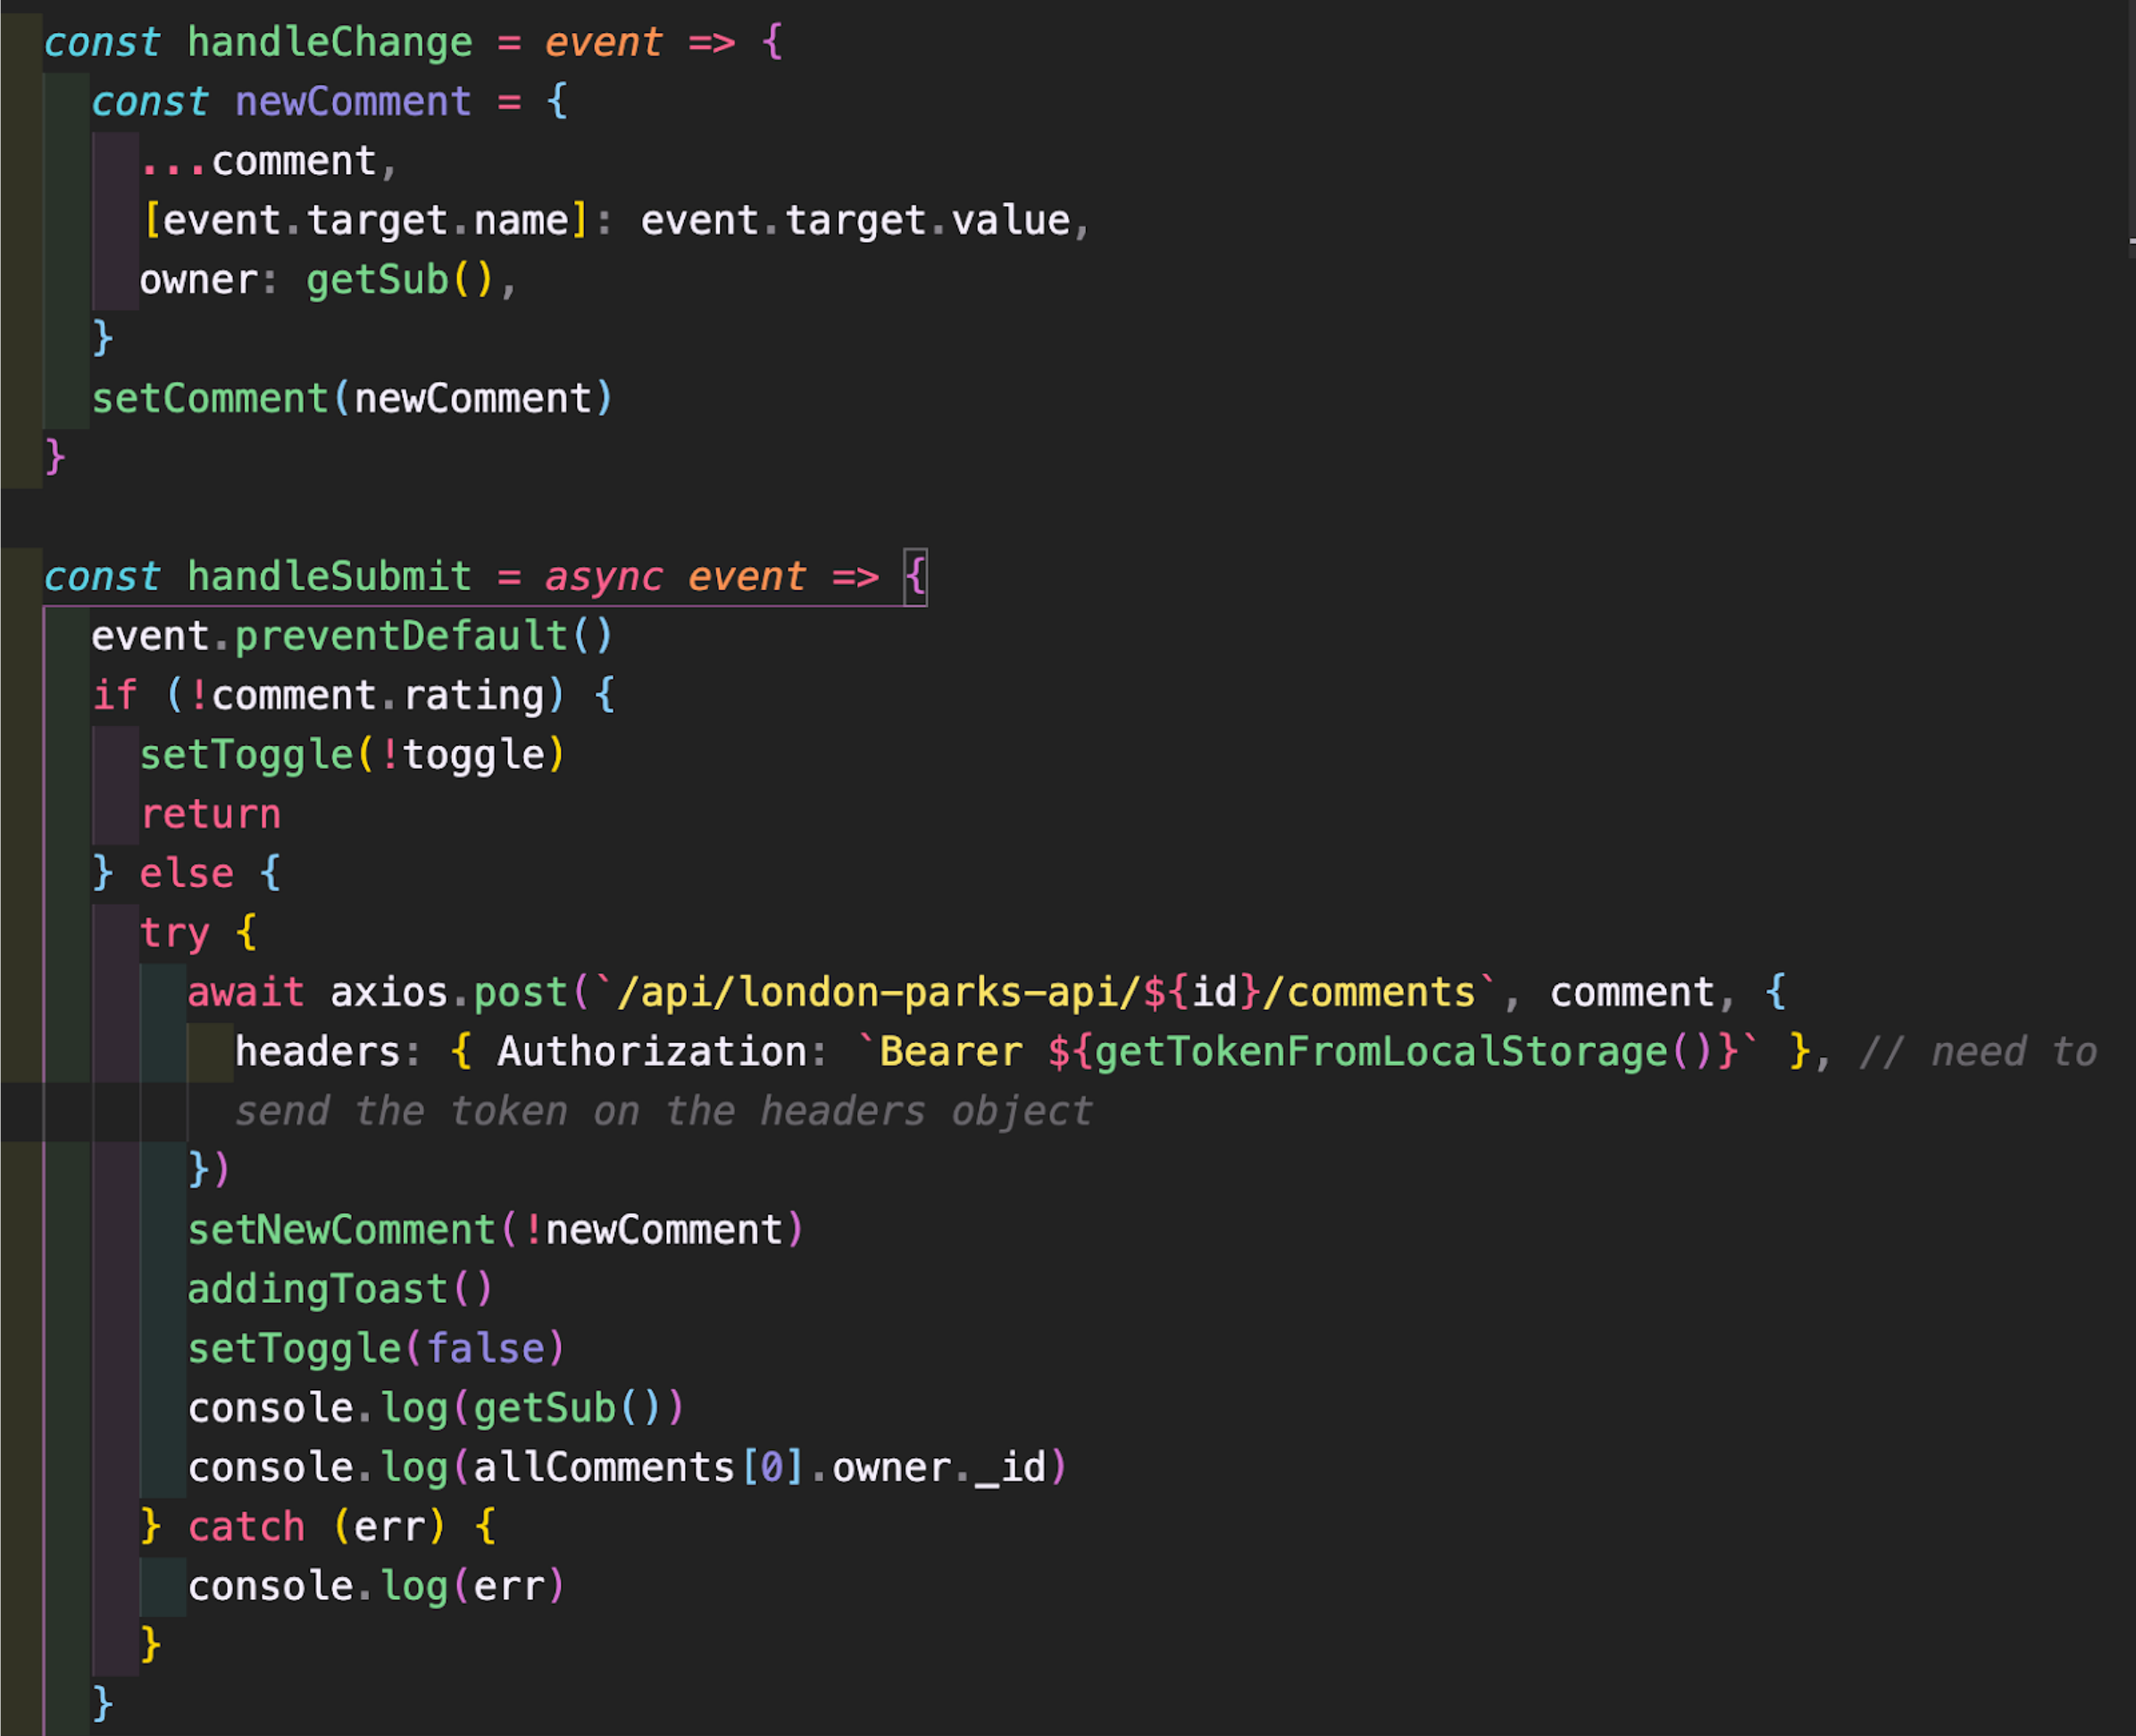 const handleChange = event => {
  const newComment = {
    ...comment,
    [event.target.name]: event.target.value,
    owner: getSub(),
  }
  setComment(newComment)
}

const handleSubmit = async event => {
  event.preventDefault()
  if (!comment.rating) {
    setToggle(!toggle)
    return
  } else {
    try {
      await axios.post(`/api/london-parks-api/${id}/comments`, comment, {
        headers: { Authorization: `Bearer ${getTokenFromLocalStorage()}` }, // need to
        send the token on the headers object
      })
      setNewComment(!newComment)
      addingToast()
      setToggle(false)
      console.log(getSub())
      console.log(allComments[0].owner._id)
    } catch (err) {
      console.log(err)
    }
  }